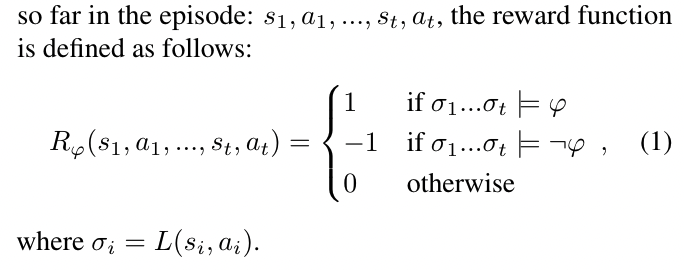 so far in the episode: s₁, a₁, ..., sₜ, aₜ, the reward function
is defined as follows:
1 if σ₁...σₜ ⊨ φ
R_φ(s₁, a₁, ..., sₜ, aₜ) = { −1 if σ₁...σₜ ⊨ ¬φ , (1)
0 otherwise
where σᵢ = L(sᵢ, aᵢ).